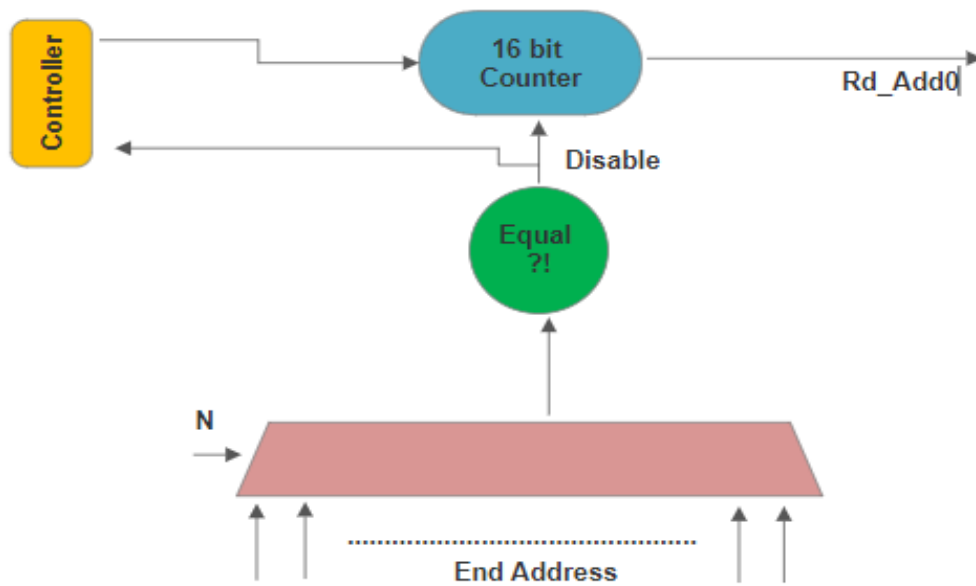 Controller
16 bit
Counter
Rd_Add0
Disable
Equal
?!
N
End Address